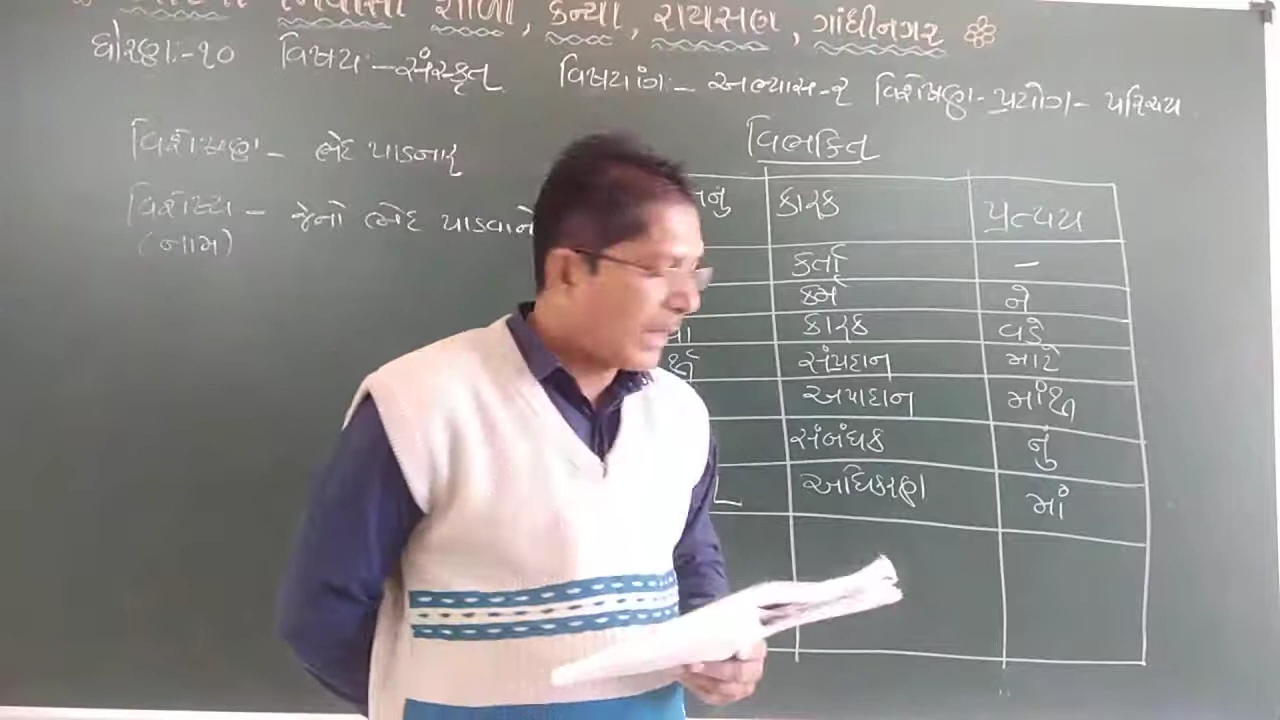 નિવાસી શાળા, કન્યા, રાયસણ, ગાંધીનગર
ધોરણ:-૧૦ વિષય:-સંસ્કૃત વિષયાંગ:- અભ્યાસ-૨ વિશેષણ-પ્રયોગ-પરિચય
વિશેષણ - ભેદ પાડનાર
વિશેષ્ય - જેનો ભેદ પાડવાનો
(નામ)
વિભકિત
કારક પ્રત્યય
કર્તા -
કર્મ ને
કારક વડે
સંપ્રદાન માટે
અપાદાન માંથી
સંબંધક નું
અધિકરણ માં